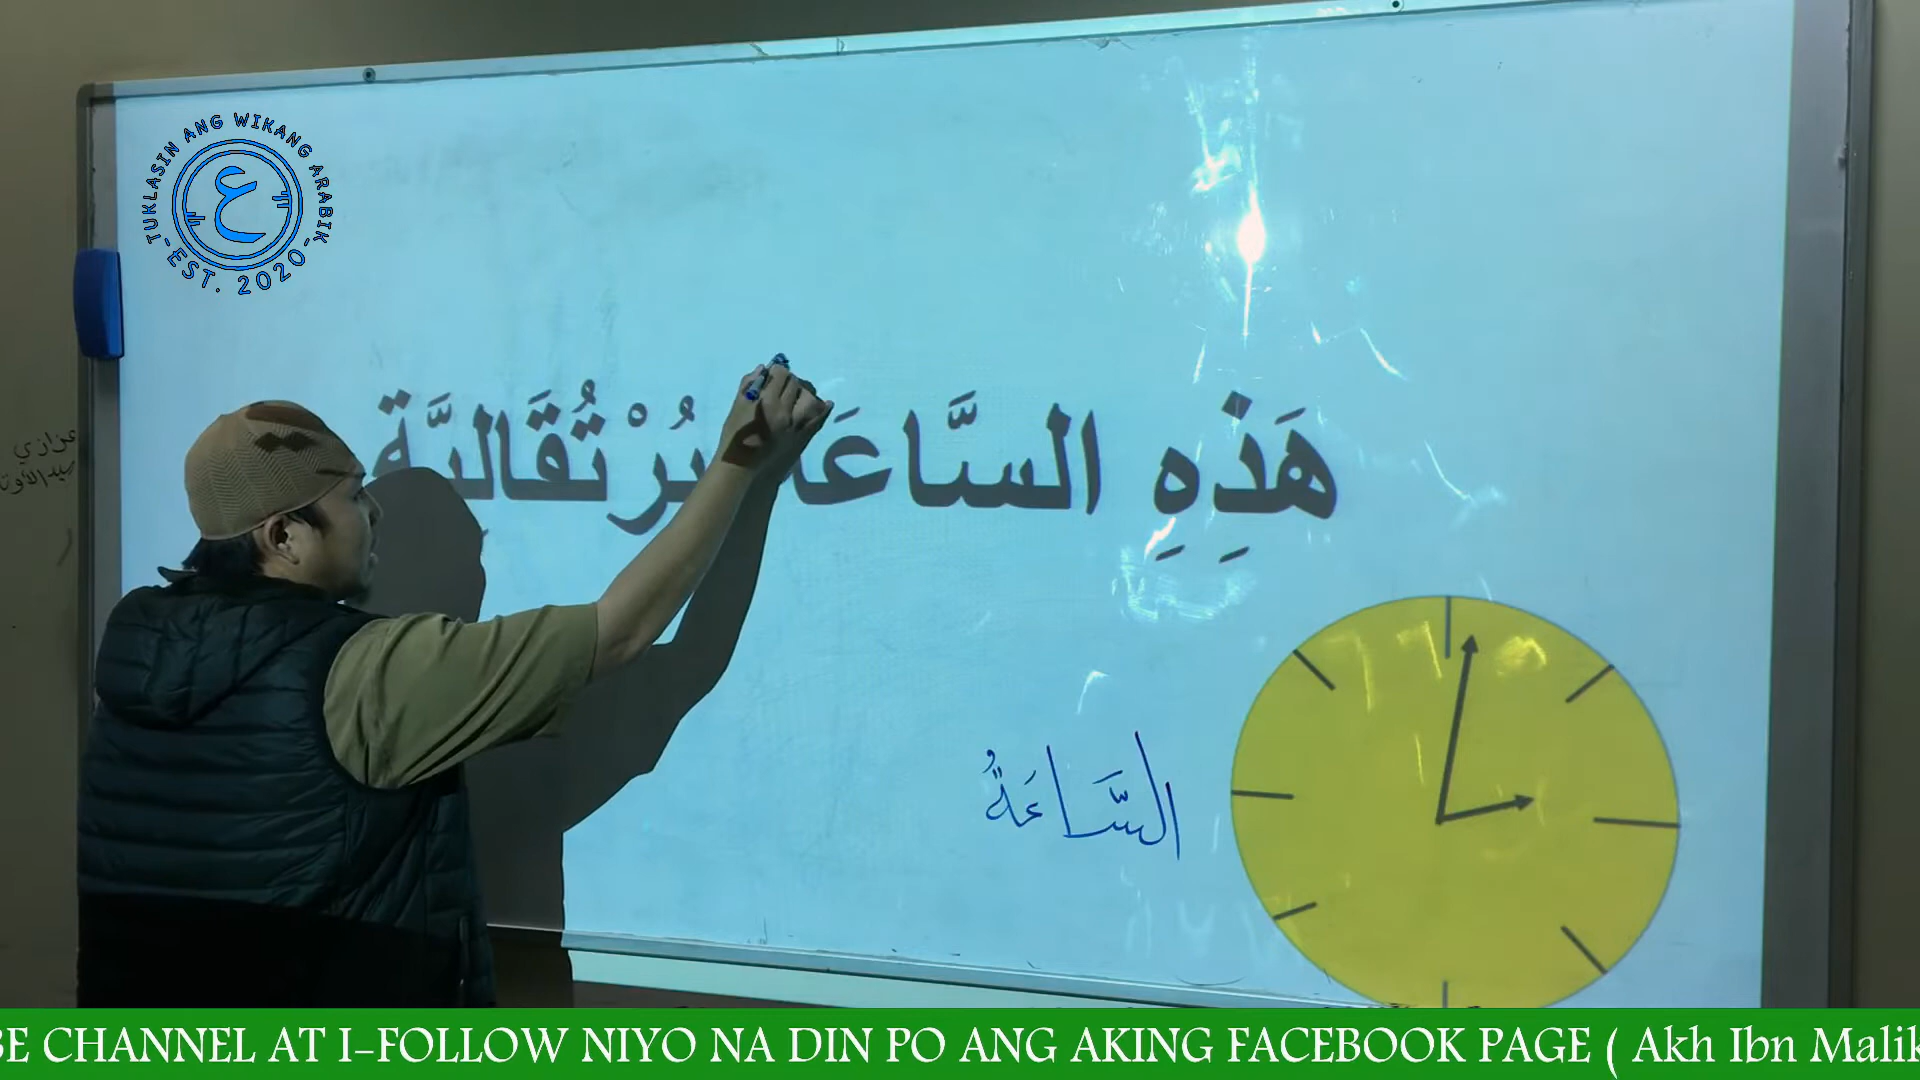 TUKLASIN ANG WIKANG ARABIK
ع
- EST. 2020 -
هَذِهِ السَّاعَة بُرْتُقَالِيَّة
السَّاعَةُ
BE CHANNEL AT I-FOLLOW NIYO NA DIN PO ANG AKING FACEBOOK PAGE ( Akh Ibn Malik